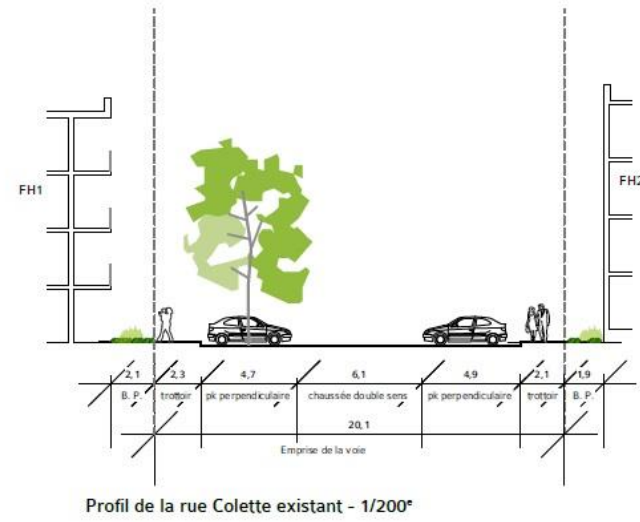 FH1
FH2
2,1 2,3 4,7 6,1 4,9 2,1 1,9
B. P. trottoir pk perpendiculaire chaussée double sens pk perpendiculaire trottoir B. P.
20,1
Emprise de la voie
Profil de la rue Colette existant - 1/200e